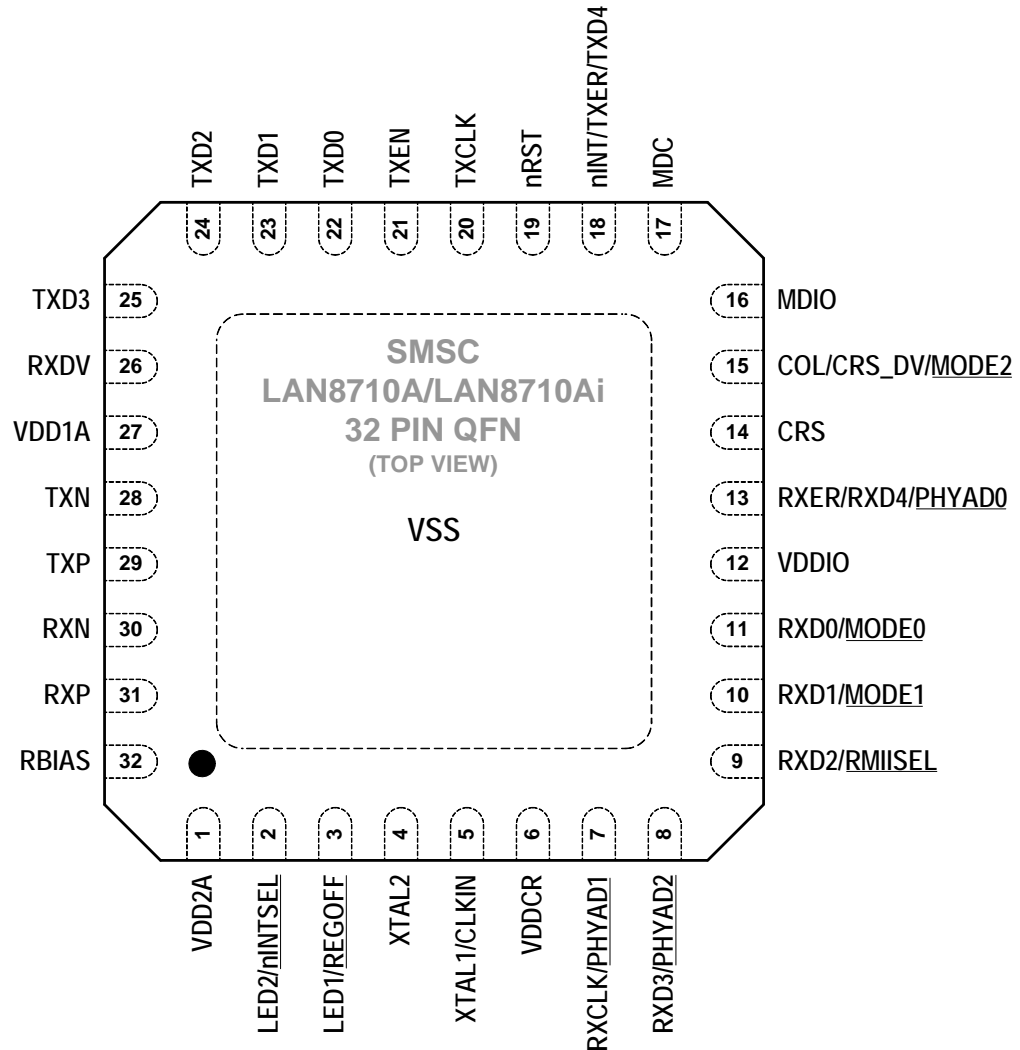 TXD2
TXD1
TXD0
TXEN
TXCLK
nRST
nINT/TXER/TXD4
MDC
24
23
22
21
20
19
18
17
TXD3 25
RXDV 26
VDD1A 27
TXN 28
TXP 29
RXN 30
RXP 31
RBIAS 32
SMSC
LAN8710A/LAN8710Ai
32 PIN QFN
(TOP VIEW)
VSS
16 MDIO
15 COL/CRS_DV/MODE2
14 CRS
13 RXER/RXD4/PHYAD0
12 VDDIO
11 RXD0/MODE0
10 RXD1/MODE1
9 RXD2/RMIISEL
1
2
3
4
5
6
7
8
VDD2A
LED2/nINTSEL
LED1/REGOFF
XTAL2
XTAL1/CLKIN
VDDCR
RXCLK/PHYAD1
RXD3/PHYAD2